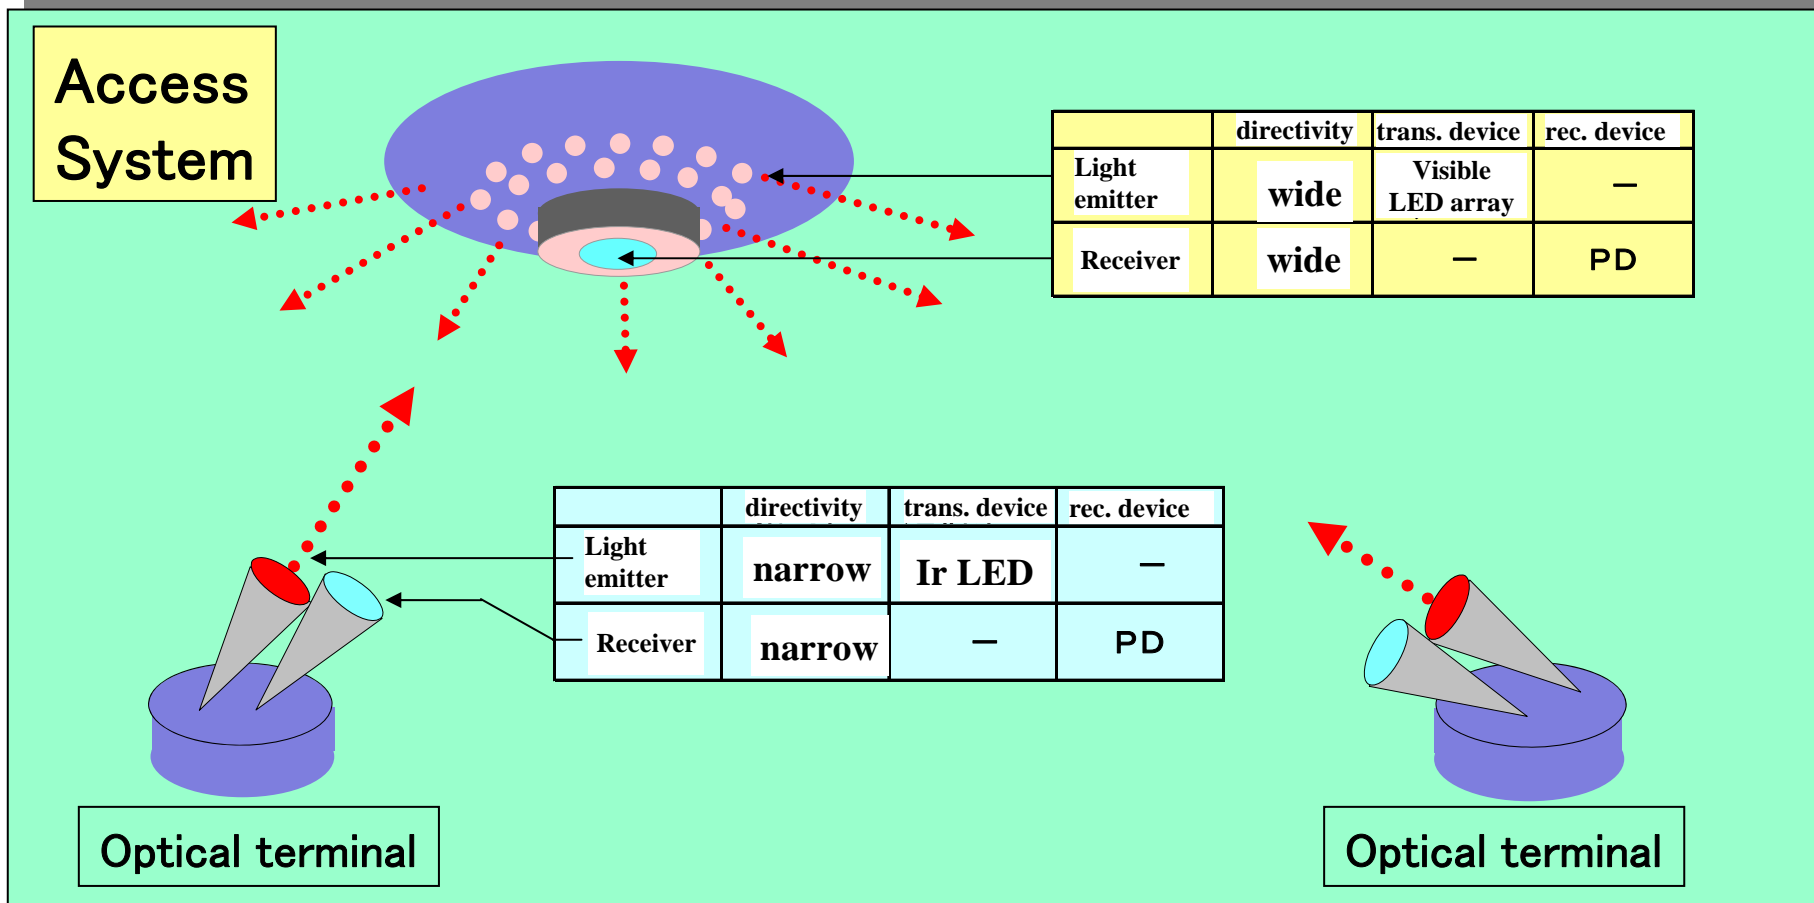 Access
System
directivity trans. device rec. device
Light
emitter
wide
Visible
LED array
–
Receiver
wide
–
PD
directivity trans. device rec. device
Light
emitter
narrow
Ir LED
–
Receiver
narrow
–
PD
Optical terminal
Optical terminal